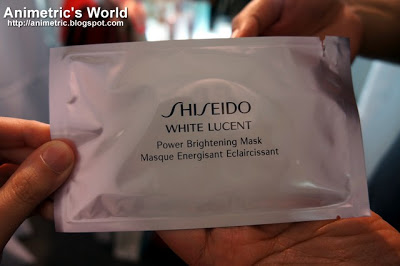 Animetric's World
http://animetric.blogspot.com
SHISEIDO
WHITE LUCENT
Power Brightening Mask
Masque Energisant Eclaircissant